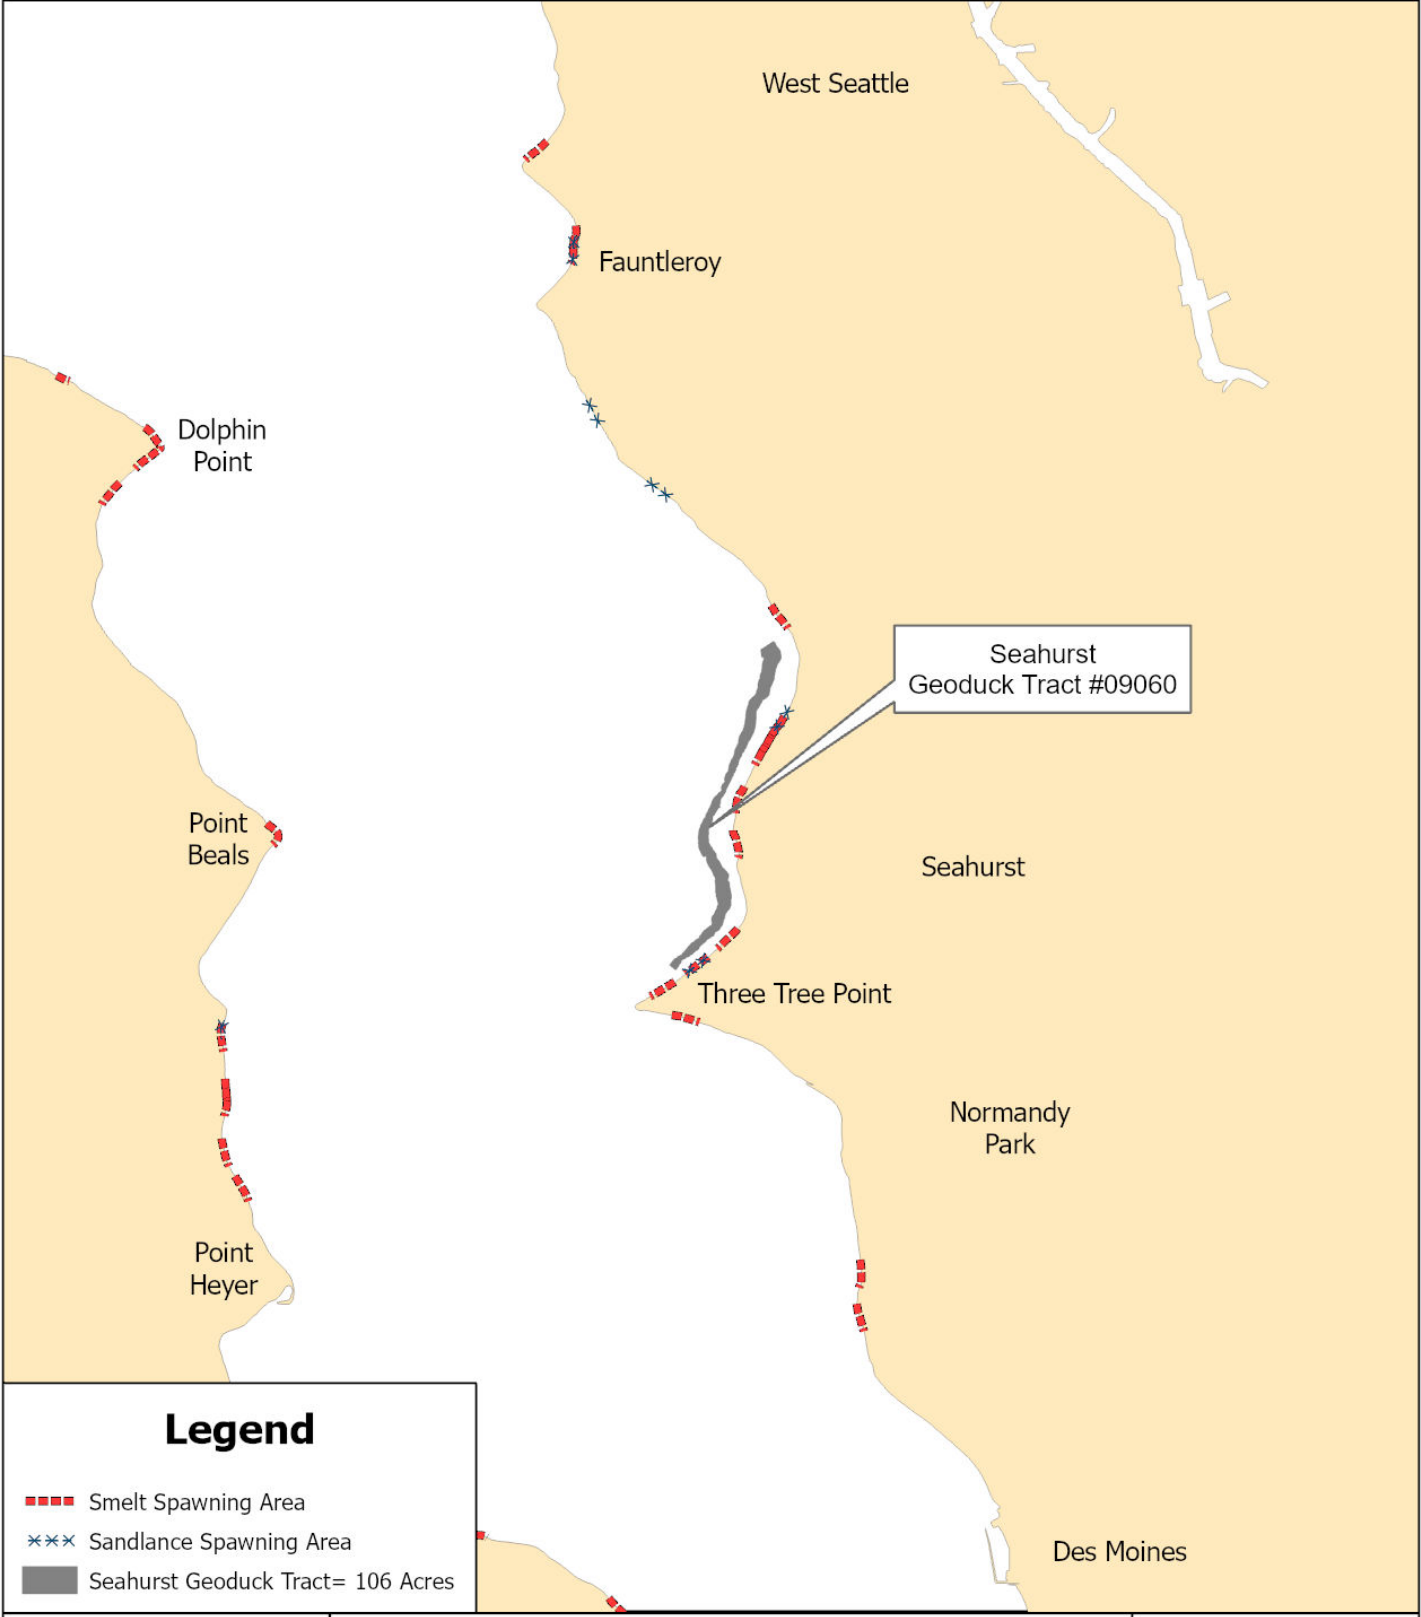 West Seattle
Fauntleroy
Dolphin
Point
Seahurst
Geoduck Tract #09060
Point
Beals
Seahurst
Three Tree Point
Normandy
Park
Point
Heyer
Legend
Smelt Spawning Area
Sandlance Spawning Area
Seahurst Geoduck Tract= 106 Acres
Des Moines